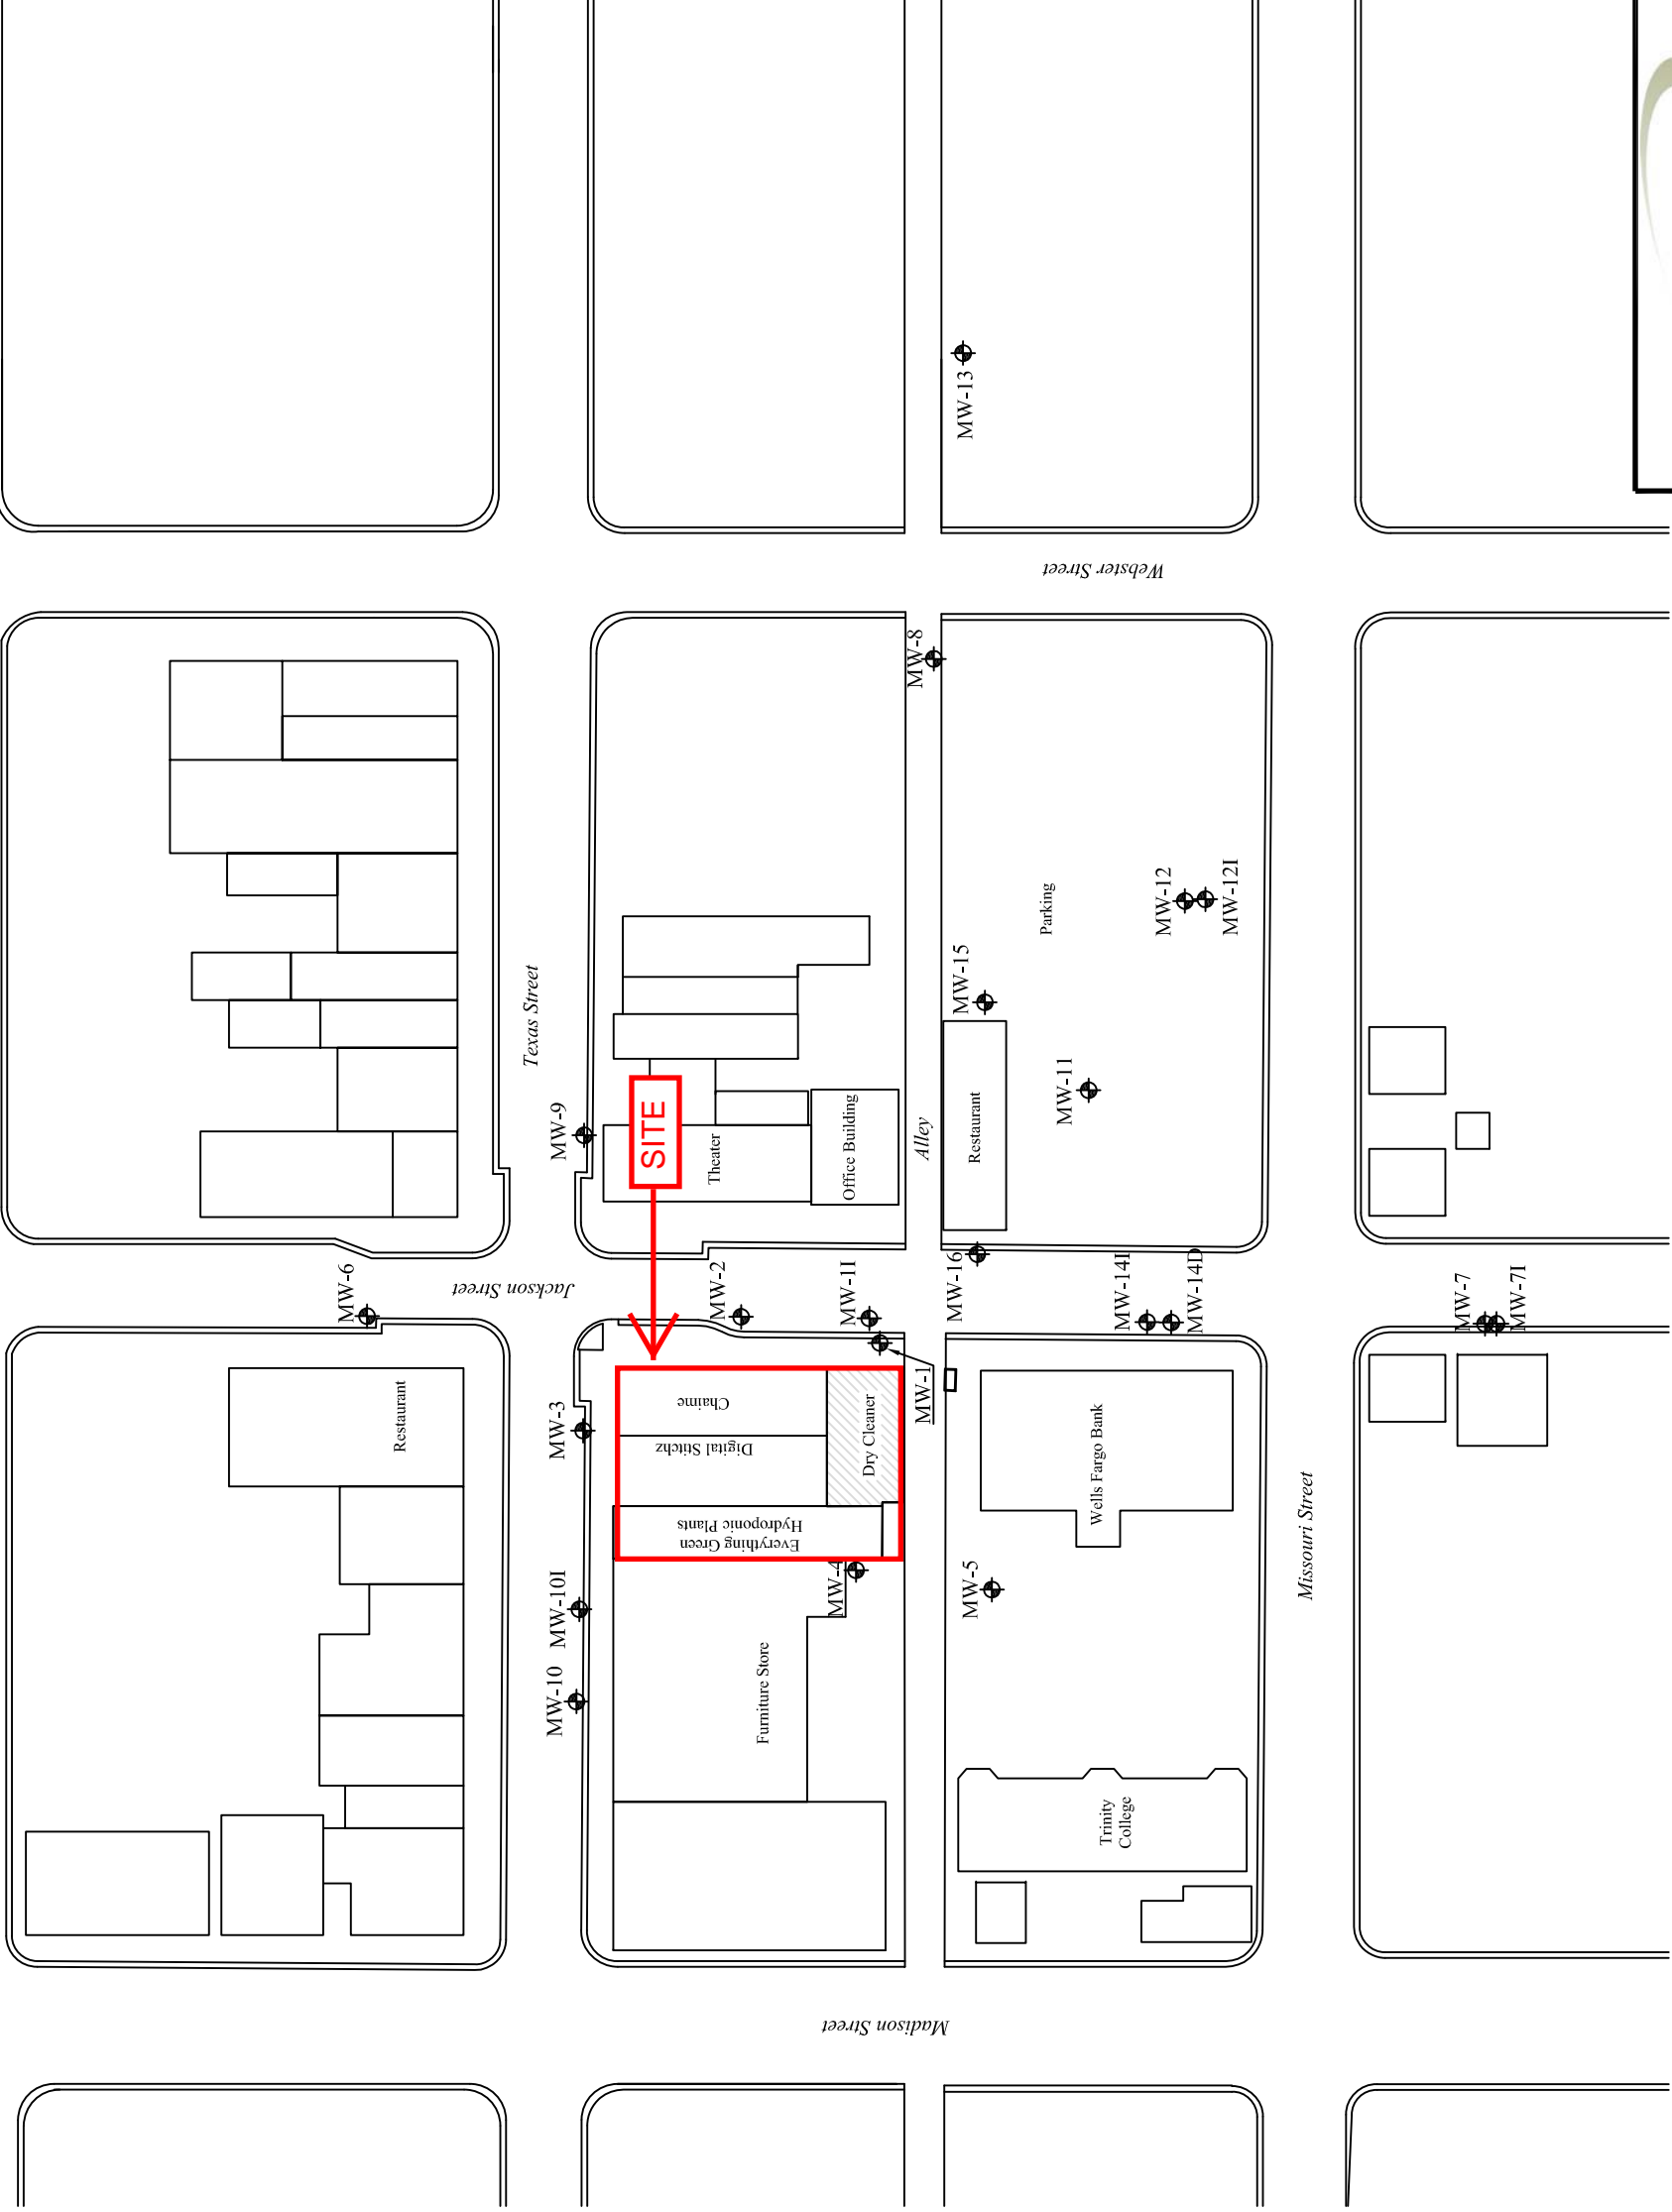 MW-13
Webster Street
MW-8
Parking
MW-12
MW-12I
MW-15
Texas Street
MW-9
SITE
Theater
Office Building
Alley
Restaurant
MW-11
MW-6
Jackson Street
MW-2
MW-1I
MW-16
MW-14I
MW-14D
MW-7
MW-7I
Restaurant
MW-3
Chaime
Digital Stitchz
Dry Cleaner
MW-1
Everything Green
Hydroponic Plants
Wells Fargo Bank
Missouri Street
MW-10I
MW-10
MW-4
MW-5
Furniture Store
Trinity
College
Madison Street